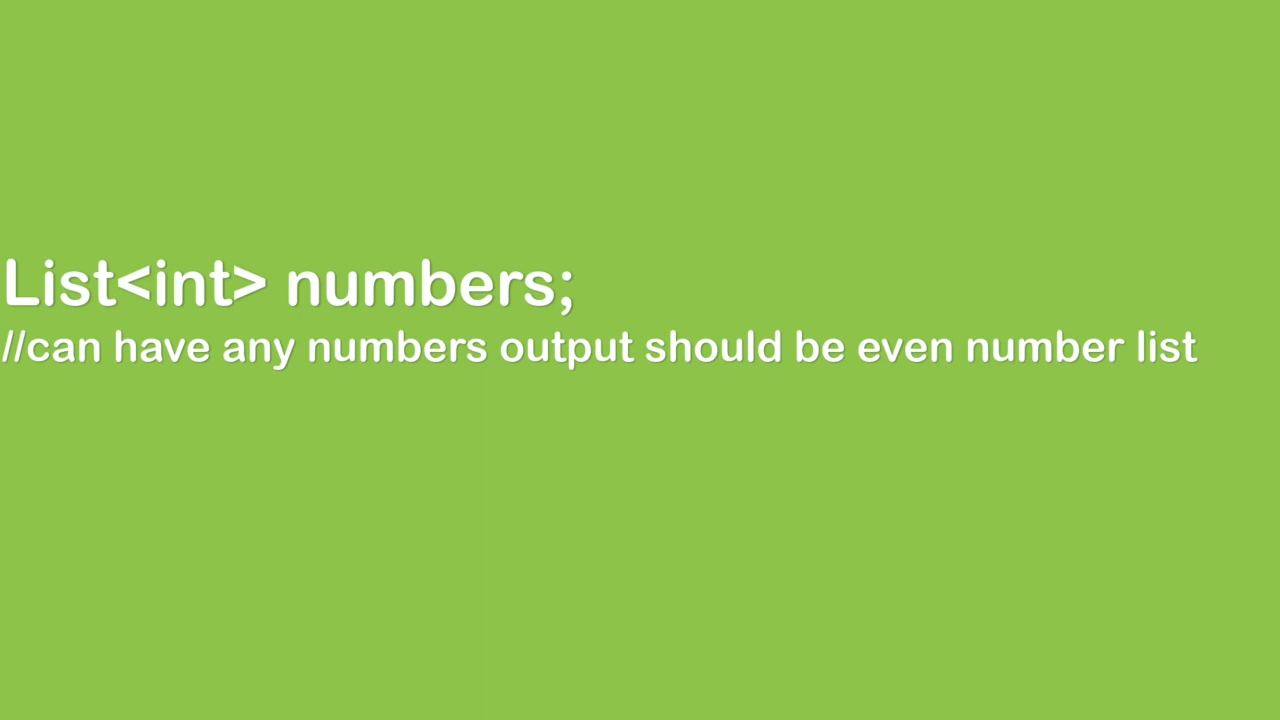 List<int> numbers;
//can have any numbers output should be even number list